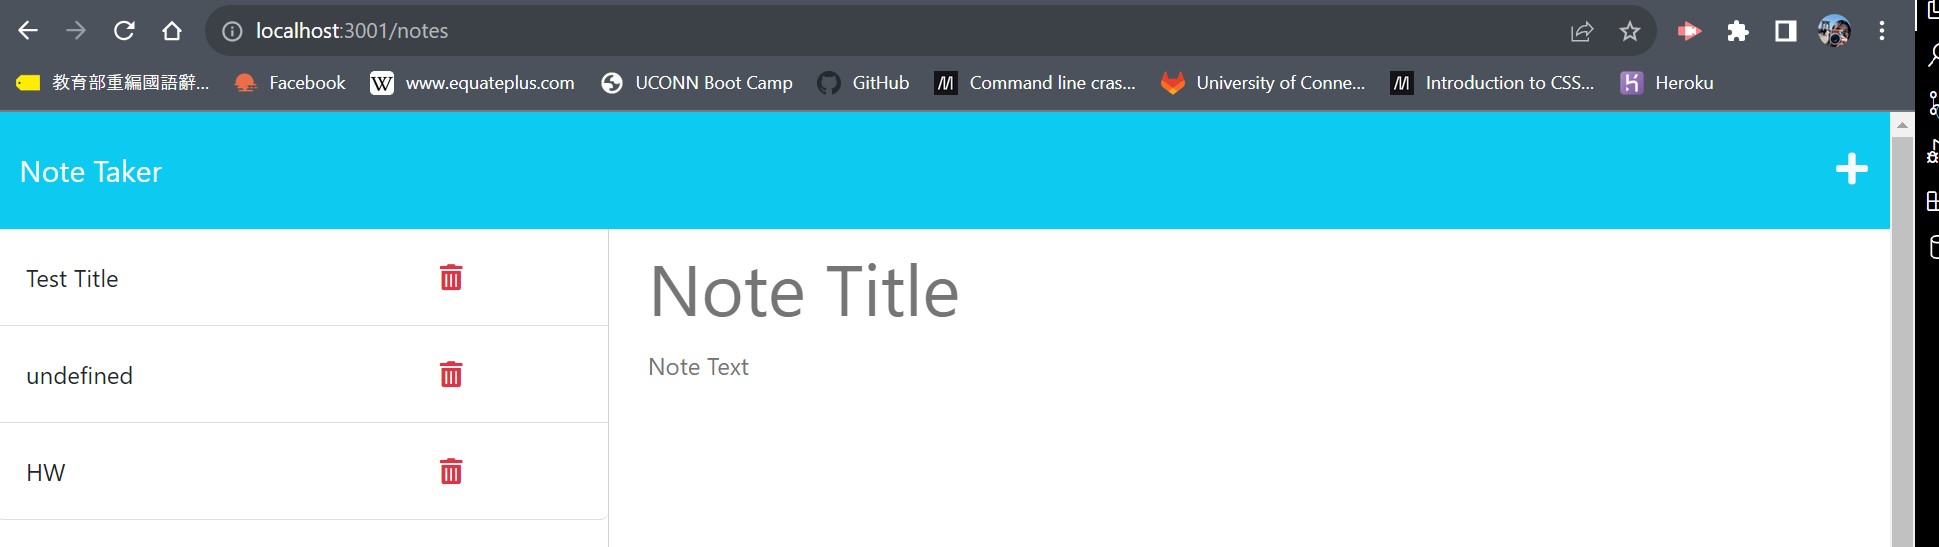 localhost:3001/notes
教育部重編國語辭... Facebook www.equateplus.com UCONN Boot Camp GitHub Command line cras... University of Conne... Introduction to CSS... Heroku
Note Taker
Test Title
undefined
HW
Note Title
Note Text